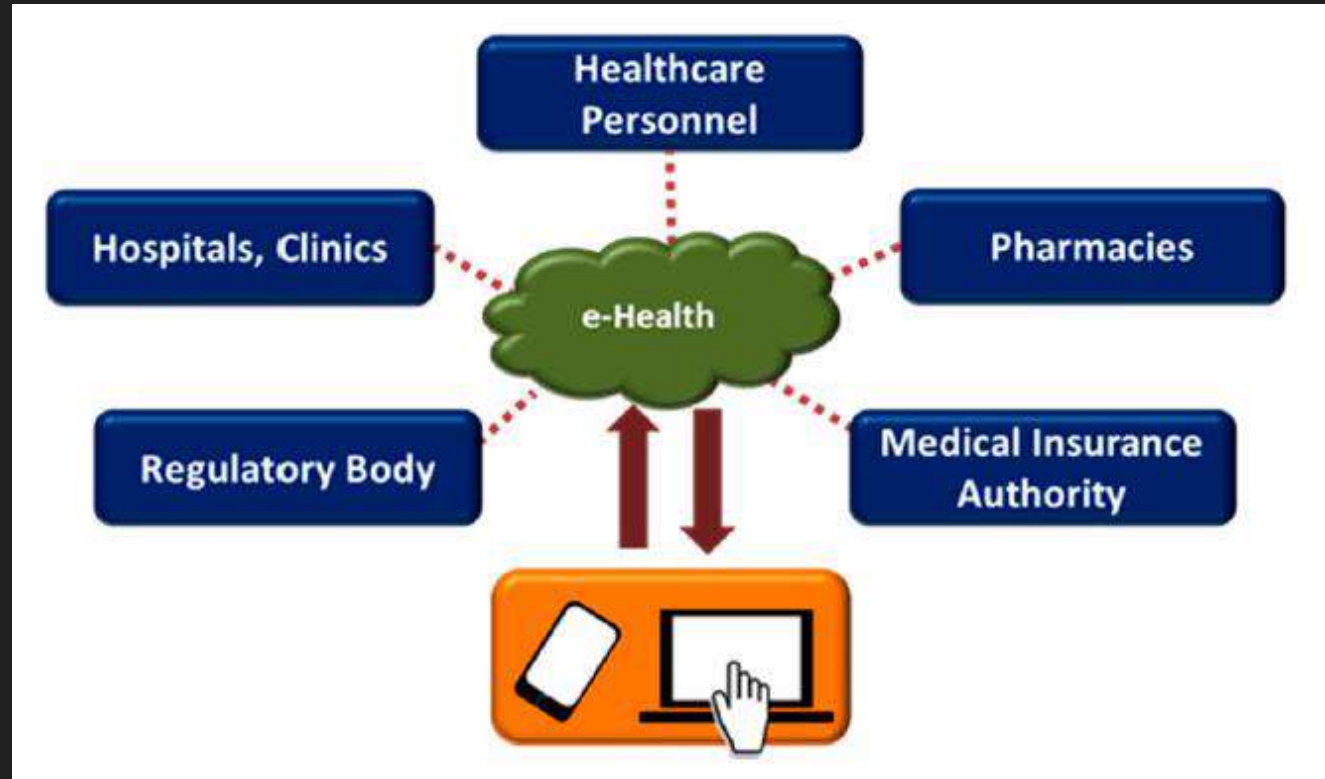 Healthcare
Personnel
Hospitals, Clinics
Pharmacies
e-Health
Regulatory Body
Medical Insurance
Authority